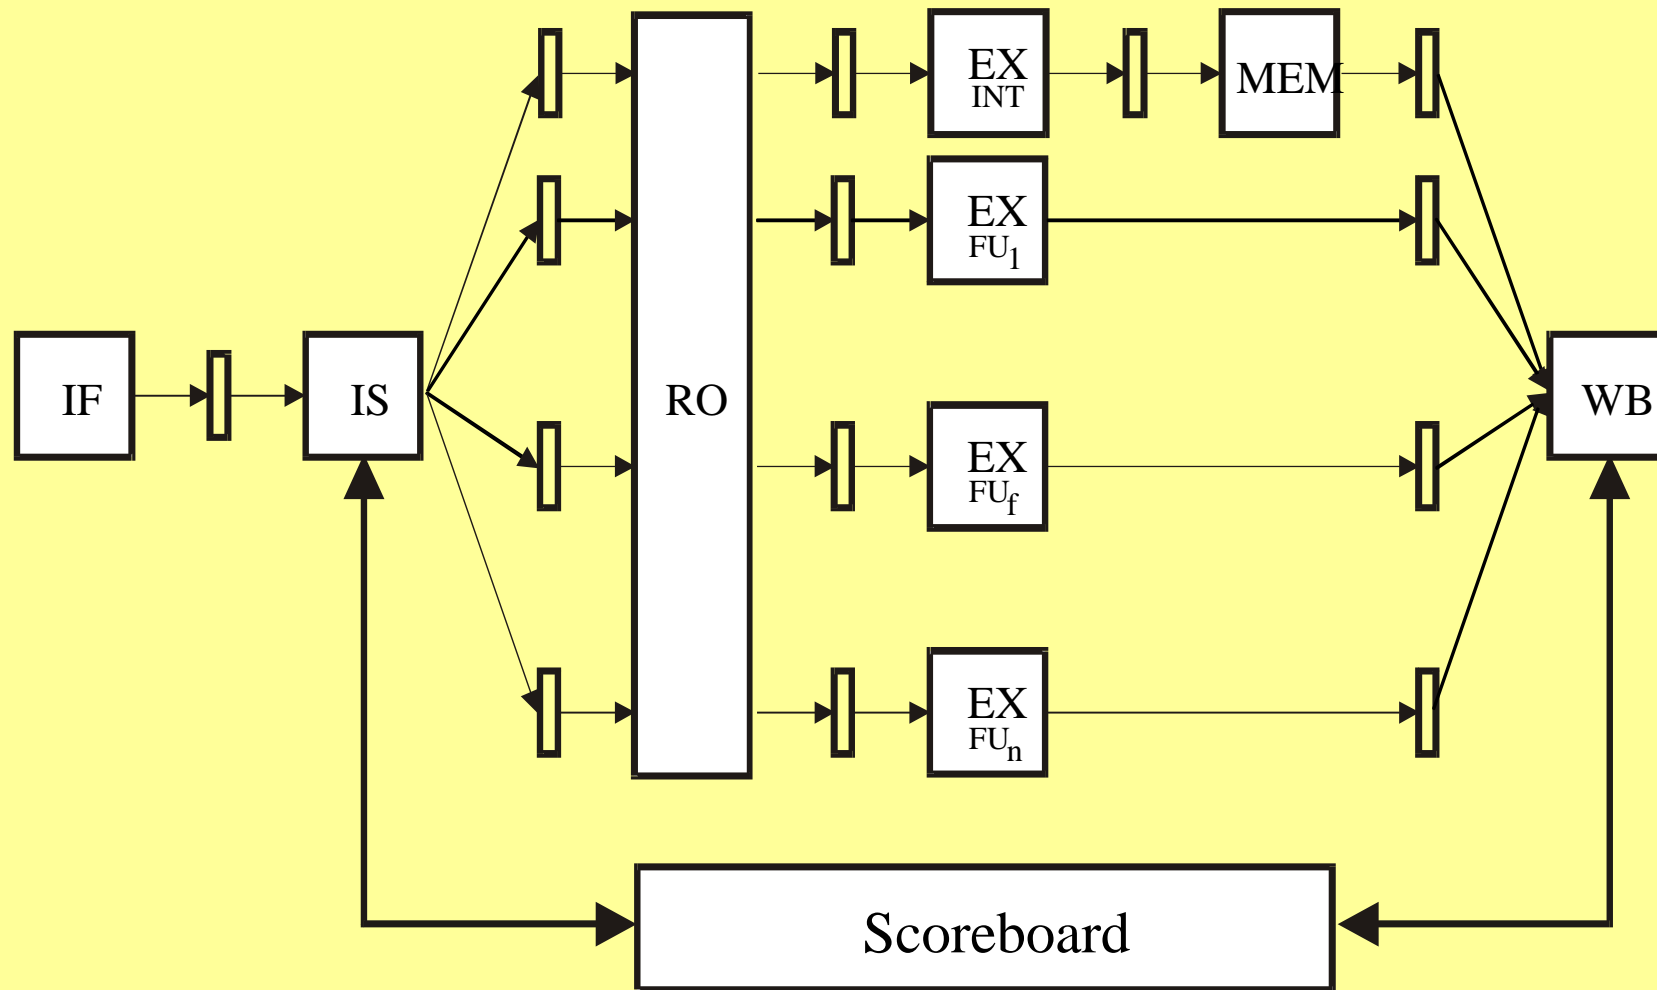 EX
INT
MEM
EX
FU1
IF
IS
RO
WB
EX
FUf
EX
FUn
Scoreboard